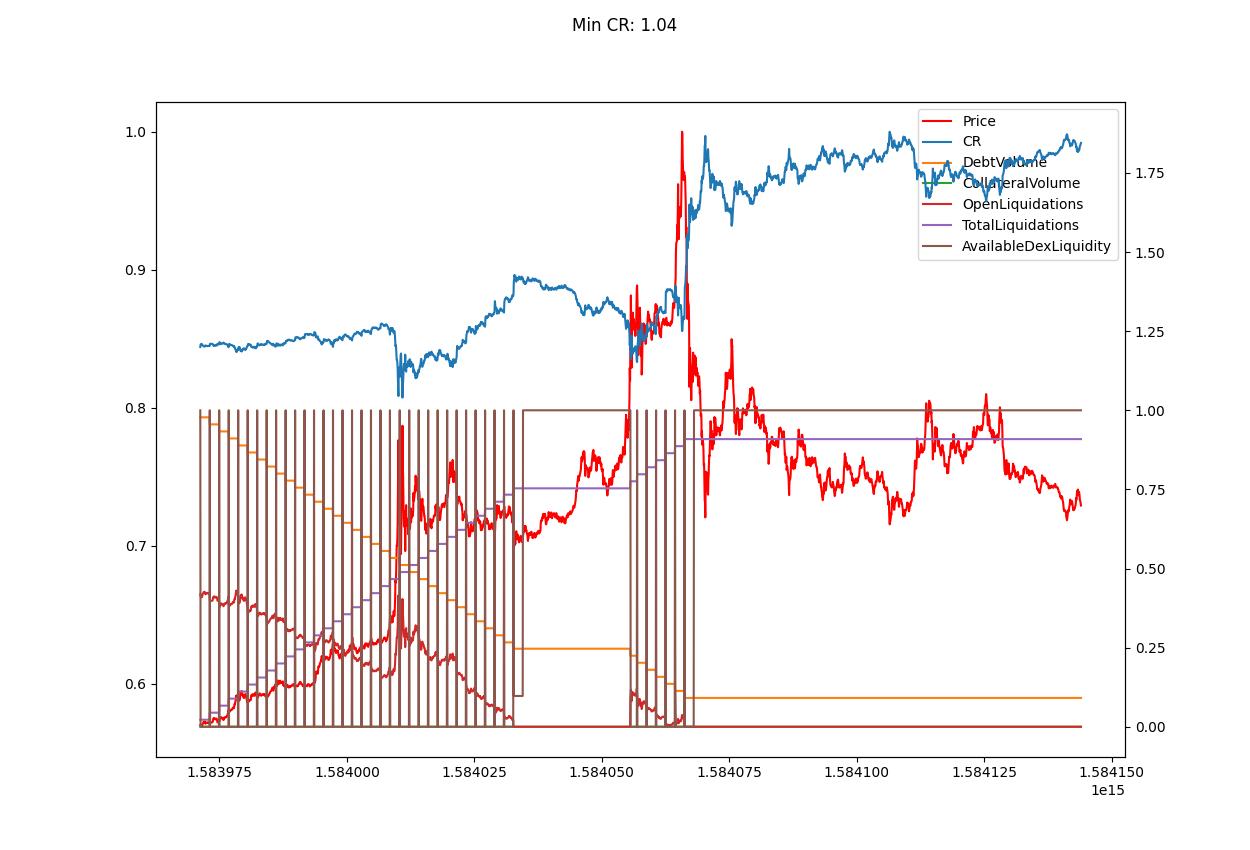 Min CR: 1.04
1.0
0.9
0.8
0.7
0.6
Price
CR
DebtVolume
CollateralVolume
OpenLiquidations
TotalLiquidations
AvailableDexLiquidity
1.75
1.50
1.25
1.00
0.75
0.50
0.25
0.00
1.583975 1.584000 1.584025 1.584050 1.584075 1.584100 1.584125 1.584150
1e15